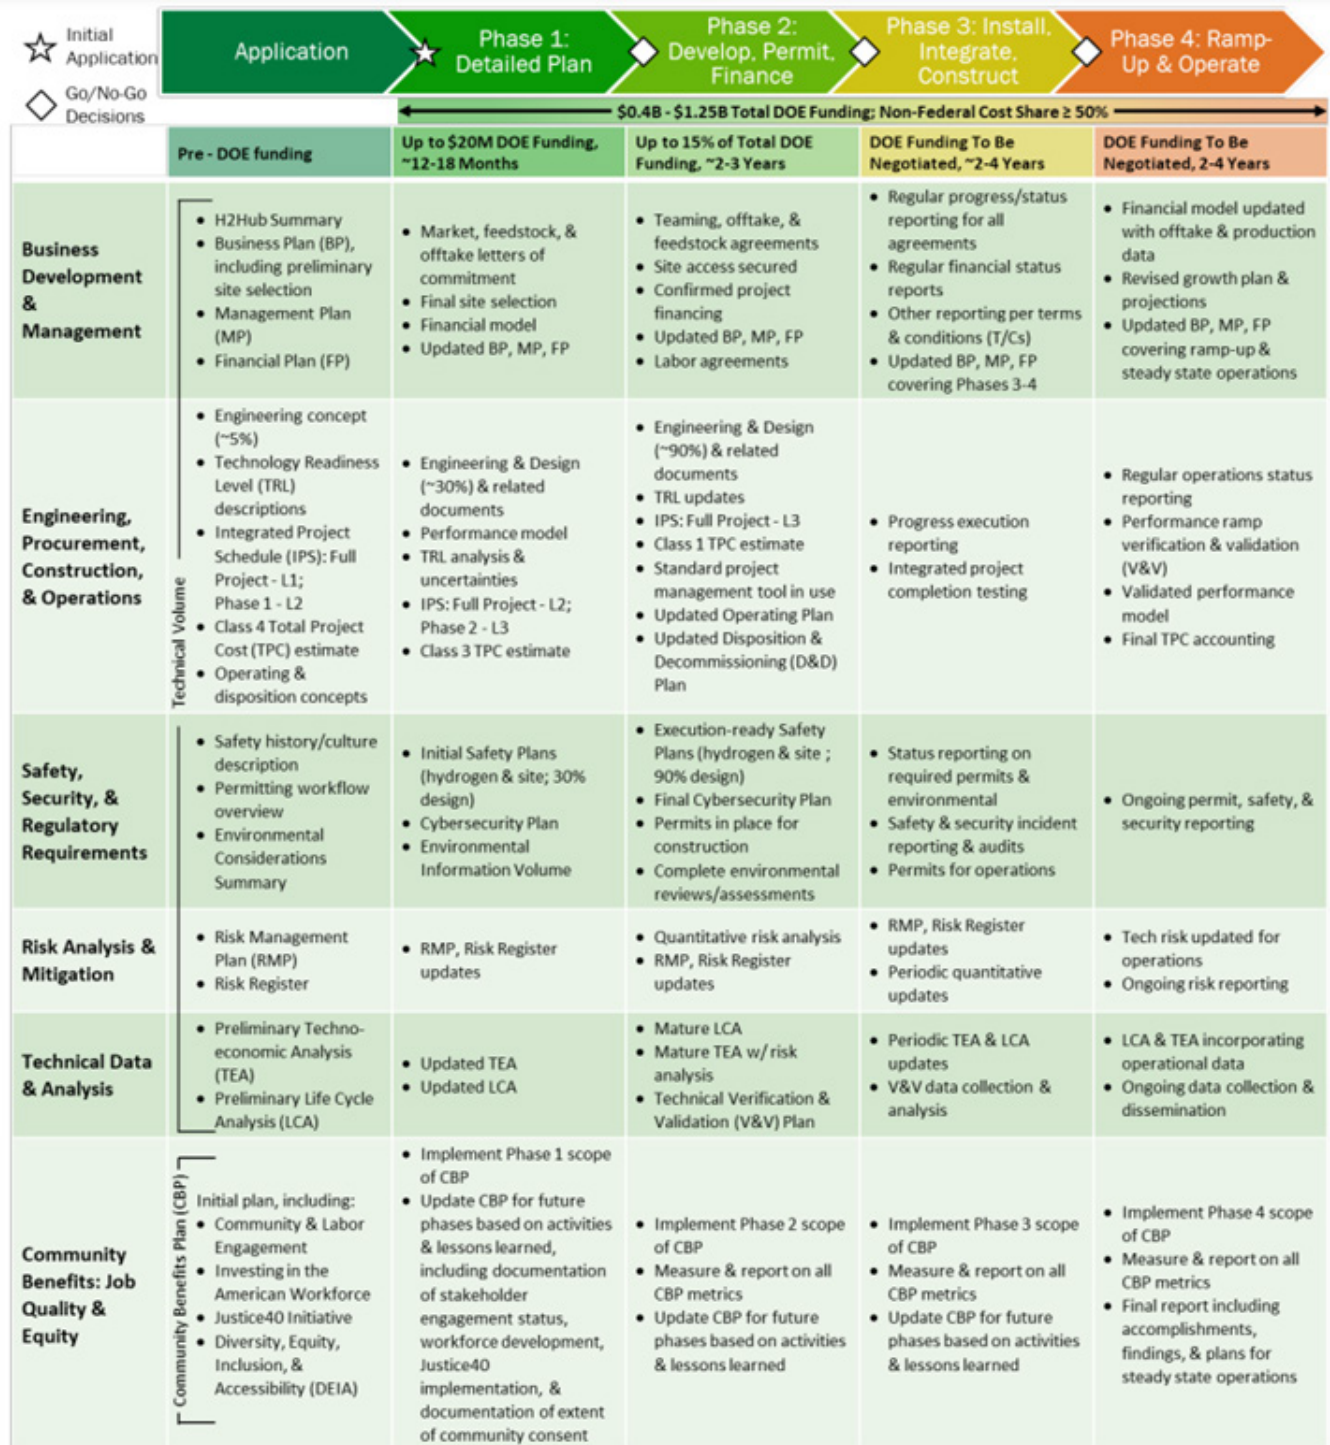 Initial
Application
Go/No-Go
Decisions
Application
Phase 1:
Detailed Plan
Phase 2:
Develop, Permit,
Finance
Phase 3: Install,
Integrate,
Construct
Phase 4: Ramp-
Up & Operate
$0.4B - $1.25B Total DOE Funding; Non-Federal Cost Share ≥ 50%
Pre - DOE funding
Up to $20M DOE Funding,
~12-18 Months
Up to 15% of Total DOE
Funding, ~2-3 Years
DOE Funding To Be
Negotiated, ~2-4 Years
DOE Funding To Be
Negotiated, 2-4 Years
Business
Development
&
Management
• H2Hub Summary
• Business Plan (BP),
including preliminary
site selection
• Management Plan
(MP)
• Financial Plan (FP)
• Market, feedstock, &
offtake letters of
commitment
• Final site selection
• Financial model
• Updated BP, MP, FP
• Teaming, offtake, &
feedstock agreements
• Site access secured
• Confirmed project
financing
• Updated BP, MP, FP
• Labor agreements
• Regular progress/status
reporting for all
agreements
• Regular financial status
reports
• Other reporting per terms
& conditions (T/Cs)
• Updated BP, MP, FP
covering Phases 3-4
• Financial model updated
with offtake & production
data
• Revised growth plan &
projections
• Updated BP, MP, FP
covering ramp-up &
steady state operations
Technical Volume
Engineering,
Procurement,
Construction,
& Operations
• Engineering concept
(~5%)
• Technology Readiness
Level (TRL)
descriptions
• Integrated Project
Schedule (IPS): Full
Project - L1;
Phase 1 - L2
• Class 4 Total Project
Cost (TPC) estimate
• Operating &
disposition concepts
• Engineering & Design
(~30%) & related
documents
• Performance model
• TRL analysis &
uncertainties
• IPS: Full Project - L2;
Phase 2 - L3
• Class 3 TPC estimate
• Engineering & Design
(~90%) & related
documents
• TRL updates
• IPS: Full Project - L3
• Class 1 TPC estimate
• Standard project
management tool in use
• Updated Operating Plan
• Updated Disposition &
Decommissioning (D&D)
Plan
• Progress execution
reporting
• Integrated project
completion testing
• Regular operations status
reporting
• Performance ramp
verification & validation
(V&V)
• Validated performance
model
• Final TPC accounting
Safety,
Security, &
Regulatory
Requirements
• Safety history/culture
description
• Permitting workflow
overview
• Environmental
Considerations
Summary
• Initial Safety Plans
(hydrogen & site; 30%
design)
• Cybersecurity Plan
• Environmental
Information Volume
• Execution-ready Safety
Plans (hydrogen & site ;
90% design)
• Final Cybersecurity Plan
• Permits in place for
construction
• Complete environmental
reviews/assessments
• Status reporting on
required permits &
environmental
• Safety & security incident
reporting & audits
• Permits for operations
• Ongoing permit, safety, &
security reporting
Risk Analysis &
Mitigation
• Risk Management
Plan (RMP)
• Risk Register
• RMP, Risk Register
updates
• Quantitative risk analysis
• RMP, Risk Register
updates
• RMP, Risk Register
updates
• Periodic quantitative
updates
• Tech risk updated for
operations
• Ongoing risk reporting
Technical Data
& Analysis
• Preliminary Techno-
economic Analysis
(TEA)
• Preliminary Life Cycle
Analysis (LCA)
• Updated TEA
• Updated LCA
• Mature LCA
• Mature TEA w/ risk
analysis
• Technical Verification &
Validation (V&V) Plan
• Periodic TEA & LCA
updates
• V&V data collection &
analysis
• LCA & TEA incorporating
operational data
• Ongoing data collection &
dissemination
Community
Benefits: Job
Quality &
Equity
Community Benefits Plan (CBP)
Initial plan, including:
• Community & Labor
Engagement
• Investing in the
American Workforce
• Justice40 Initiative
• Diversity, Equity,
Inclusion, &
Accessibility (DEIA)
• Implement Phase 1 scope
of CBP
• Update CBP for future
phases based on activities
& lessons learned,
including documentation
of stakeholder
engagement status,
workforce development,
Justice40
implementation, &
documentation of extent
of community consent
• Implement Phase 2 scope
of CBP
• Measure & report on all
CBP metrics
• Update CBP for future
phases based on activities
& lessons learned
• Implement Phase 3 scope
of CBP
• Measure & report on all
CBP metrics
• Update CBP for future
phases based on activities
& lessons learned
• Implement Phase 4 scope
of CBP
• Measure & report on all
CBP metrics
• Final report including
accomplishments,
findings, & plans for
steady state operations